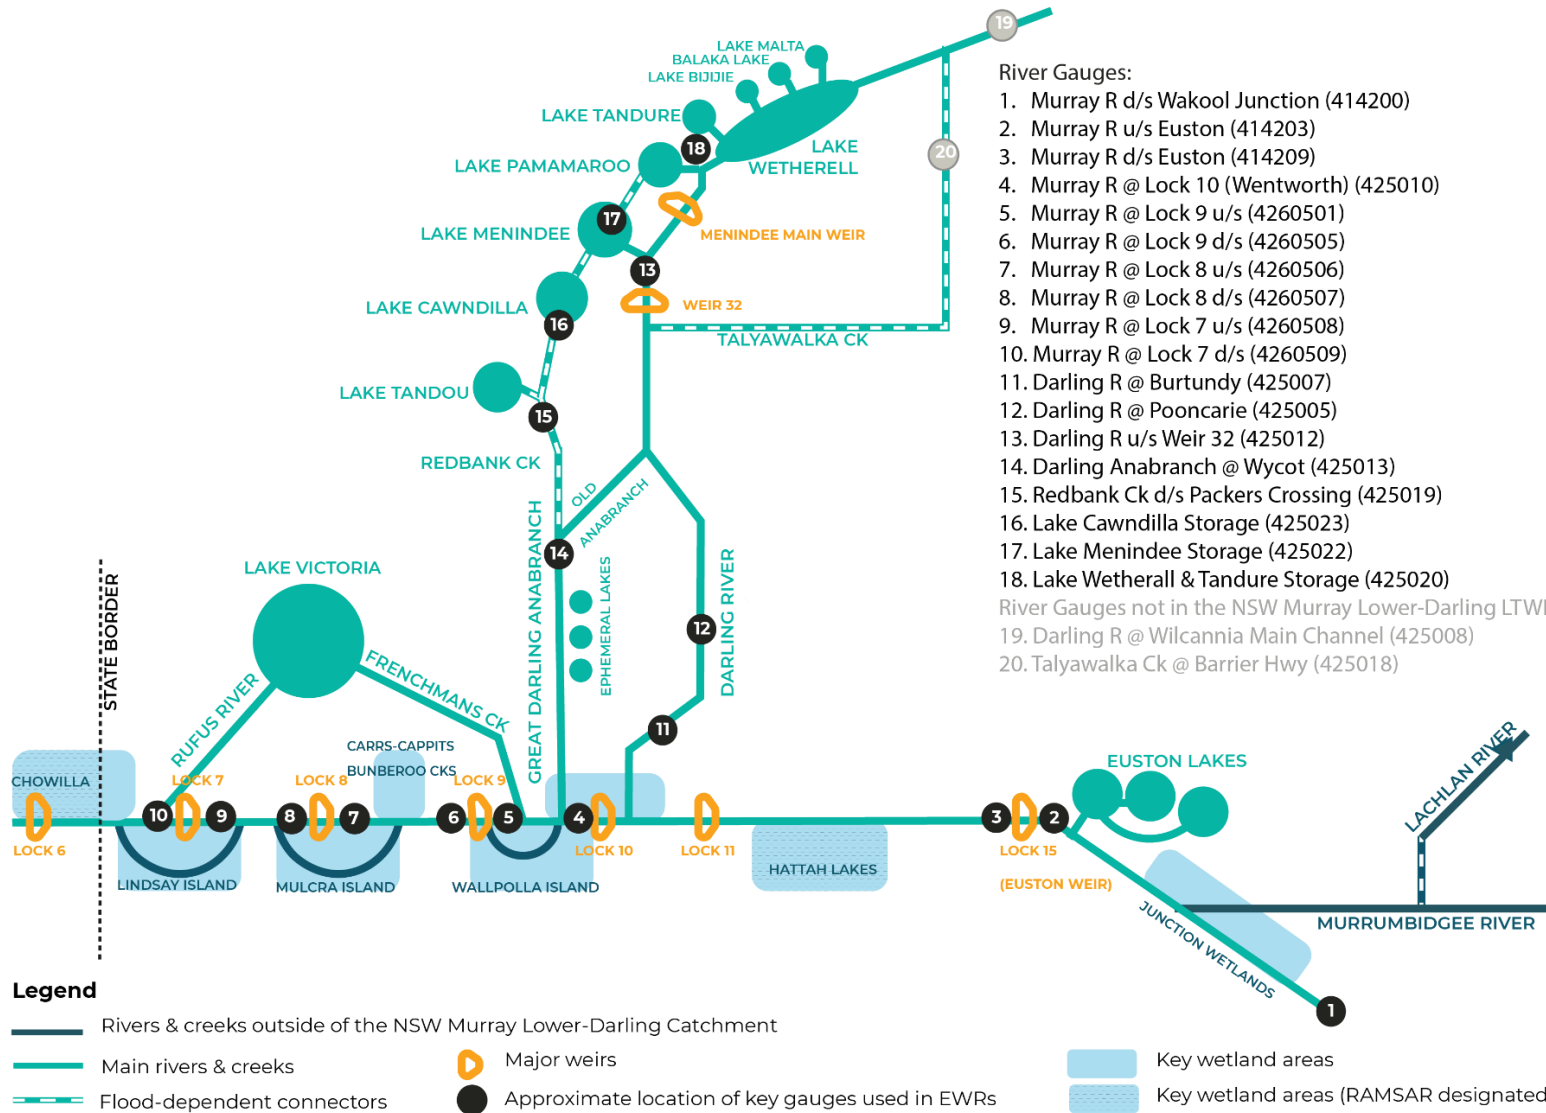 19
LAKE MALTA
BALAKA LAKE
LAKE BIJIJIE
LAKE TANDURE
18
LAKE
WETHERELL
20
LAKE PAMAMAROO
17
LAKE MENINDEE
MENINDEE MAIN WEIR
13
LAKE CAWNDILLA
WEIR 32
16
TALYAWALKA CK
LAKE TANDOU
15
REDBANK CK
OLD
ANABRANCH
14
GREAT DARLING ANABRANCH
EPHEMERAL LAKES
DARLING RIVER
12
11
River Gauges:
1. Murray R d/s Wakool Junction (414200)
2. Murray R u/s Euston (414203)
3. Murray R d/s Euston (414209)
4. Murray R @ Lock 10 (Wentworth) (425010)
5. Murray R @ Lock 9 u/s (4260501)
6. Murray R @ Lock 9 d/s (4260505)
7. Murray R @ Lock 8 u/s (4260506)
8. Murray R @ Lock 8 d/s (4260507)
9. Murray R @ Lock 7 u/s (4260508)
10. Murray R @ Lock 7 d/s (4260509)
11. Darling R @ Burtundy (425007)
12. Darling R @ Pooncarie (425005)
13. Darling R u/s Weir 32 (425012)
14. Darling Anabranch @ Wycot (425013)
15. Redbank Ck d/s Packers Crossing (425019)
16. Lake Cawndilla Storage (425023)
17. Lake Menindee Storage (425022)
18. Lake Wetherall & Tandure Storage (425020)
River Gauges not in the NSW Murray Lower-Darling LTW
19. Darling R @ Wilcannia Main Channel (425008)
20. Talyawalka Ck @ Barrier Hwy (425018)
STATE BORDER
LAKE VICTORIA
RUFUS RIVER
FRENCHMANS CK
CARRS-CAPPITS
BUNBEROO CKS
CHOWILLA
LOCK 7
LOCK 8
LOCK 9
10
9
8
7
6
5
4
3
2
LOCK 6
LOCK 10
LOCK 11
LOCK 15
(EUSTON WEIR)
LINDSAY ISLAND
MULCRA ISLAND
WALLPOLLA ISLAND
HATTAH LAKES
EUSTON LAKES
LACHLAN RIVER
MURRUMBIDGEE RIVER
JUNCTION WETLANDS
1
Legend
Rivers & creeks outside of the NSW Murray Lower-Darling Catchment
Main rivers & creeks
Flood-dependent connectors
Major weirs
Approximate location of key gauges used in EWRs
Key wetland areas
Key wetland areas (RAMSAR designated